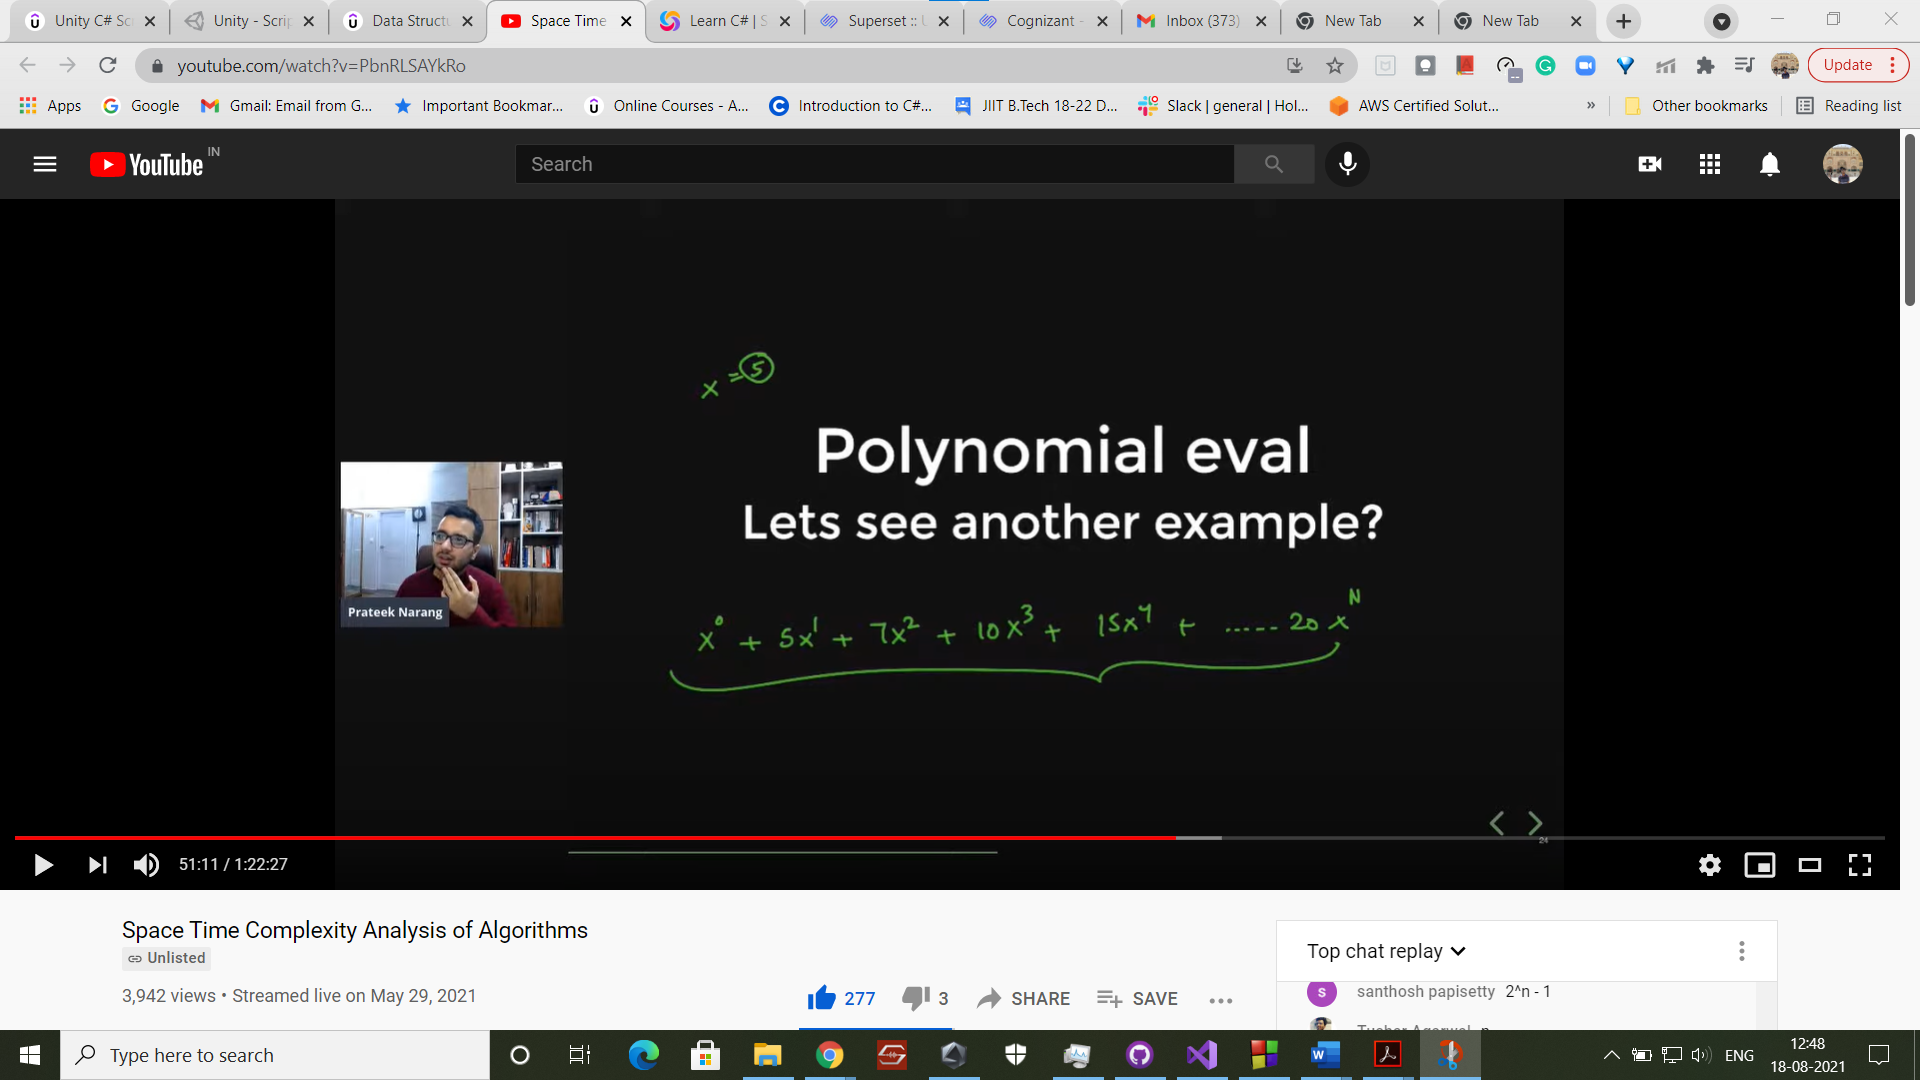 Unity C# Sc
Unity - Scrip
Data Structu
Space Time
Learn C# | S
Superset :: U
Cognizant -
Inbox (373)
New Tab
New Tab
youtube.com/watch?v=PbnRLSAYkRo
Update
Apps
Google
Gmail: Email from G...
Important Bookmar...
Online Courses - A...
Introduction to C#...
JIIT B.Tech 18-22 D...
Slack | general | Hol...
AWS Certified Solut...
»
Other bookmarks
Reading list
YouTube IN
Search
x = 5
Polynomial eval
Lets see another example?
Prateek Narang
x⁰ + 5x¹ + 7x² + 10x³ + 15x⁴ + ..... 20 x^N
24
51:11 / 1:22:27
Space Time Complexity Analysis of Algorithms
Unlisted
3,942 views • Streamed live on May 29, 2021
277
3
SHARE
SAVE
Top chat replay
S
santhosh papisetty 2^n - 1
Type here to search
ENG
12:48
18-08-2021